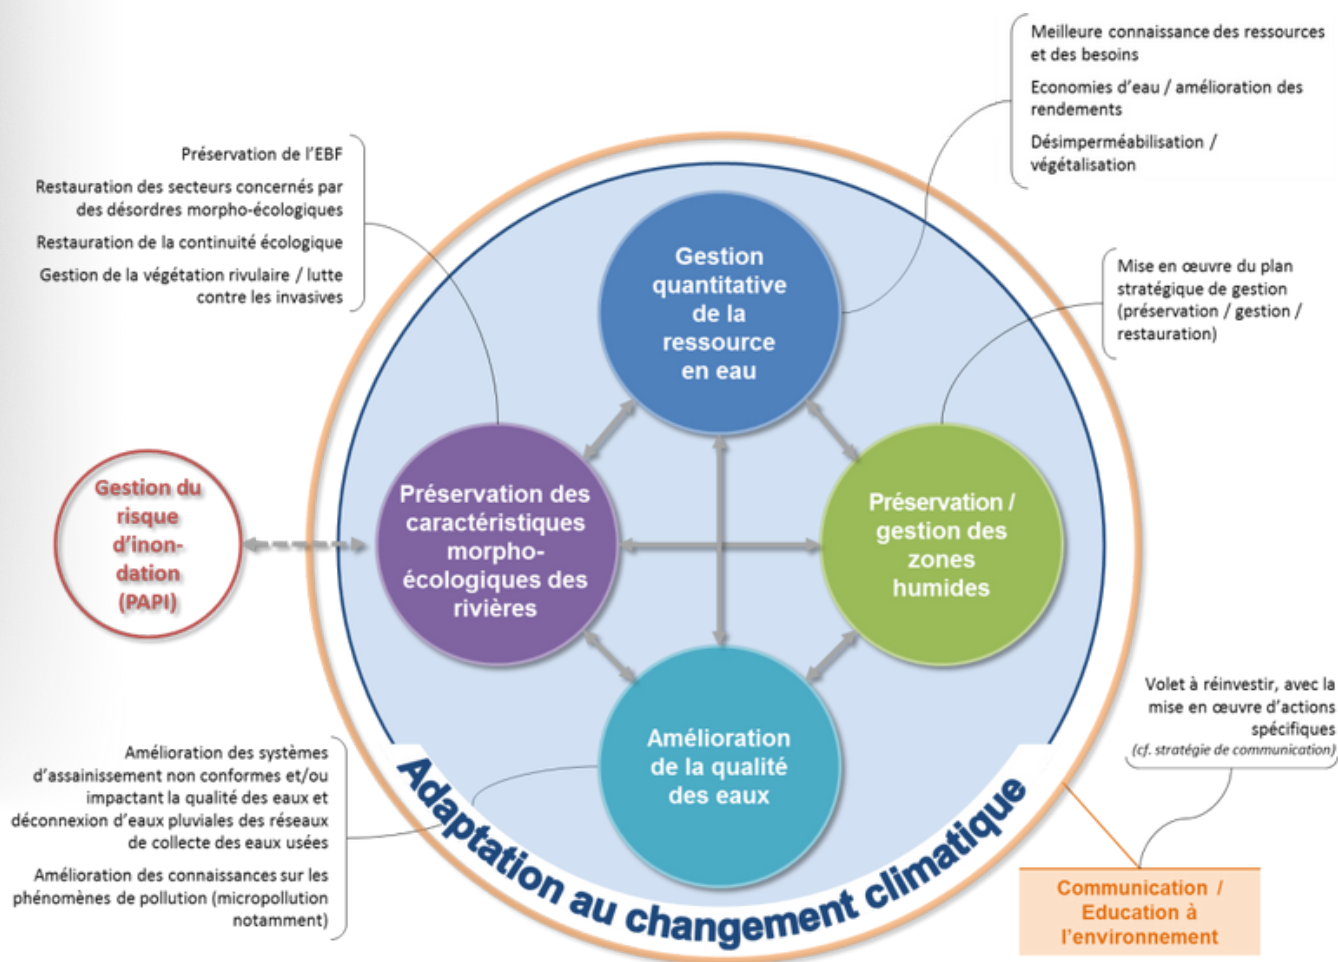 Meilleure connaissance des ressources
et des besoins
Economies d'eau / amélioration des
rendements
Désimperméabilisation /
végétalisation
Préservation de l'EBF
Restauration des secteurs concernés par
des désordres morpho-écologiques
Restauration de la continuité écologique
Gestion de la végétation rivulaire / lutte
contre les invasives
Gestion
quantitative
de la
ressource
en eau
Mise en œuvre du plan
stratégique de gestion
(préservation / gestion /
restauration)
Gestion du
risque
d'inon-
dation
(PAPI)
Préservation des
caractéristiques
morpho-
écologiques des
rivières
Préservation /
gestion des
zones
humides
Amélioration
de la qualité
des eaux
Volet à réinvestir, avec la
mise en œuvre d'actions
spécifiques
(cf. stratégie de communication)
Amélioration des systèmes
d'assainissement non conformes et/ou
impactant la qualité des eaux et
déconnexion d'eaux pluviales des réseaux
de collecte des eaux usées
Amélioration des connaissances sur les
phénomènes de pollution (micropollution
notamment)
Adaptation au changement climatique
Communication /
Education à
l'environnement